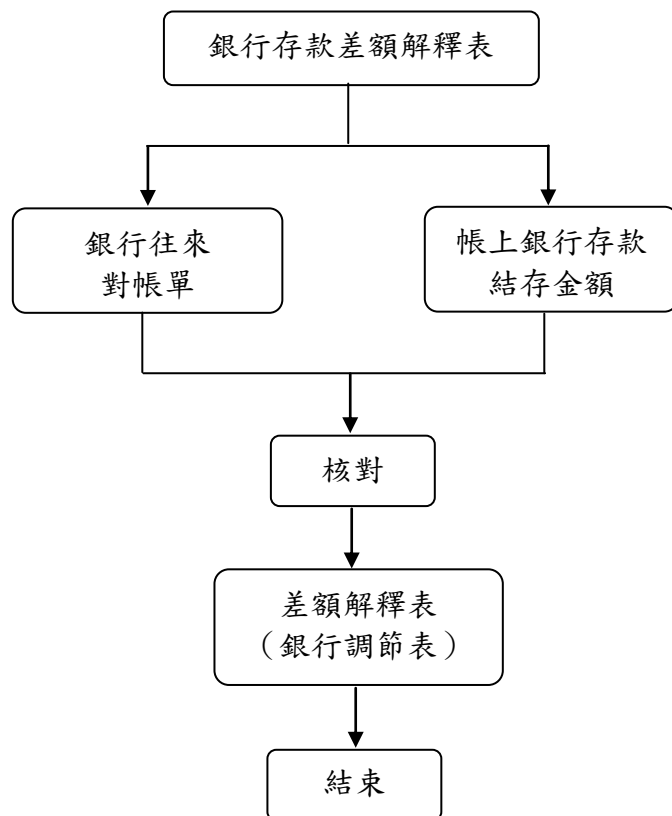 銀行存款差額解釋表
銀行往來
對帳單
帳上銀行存款
結存金額
核對
差額解釋表
（銀行調節表）
結束